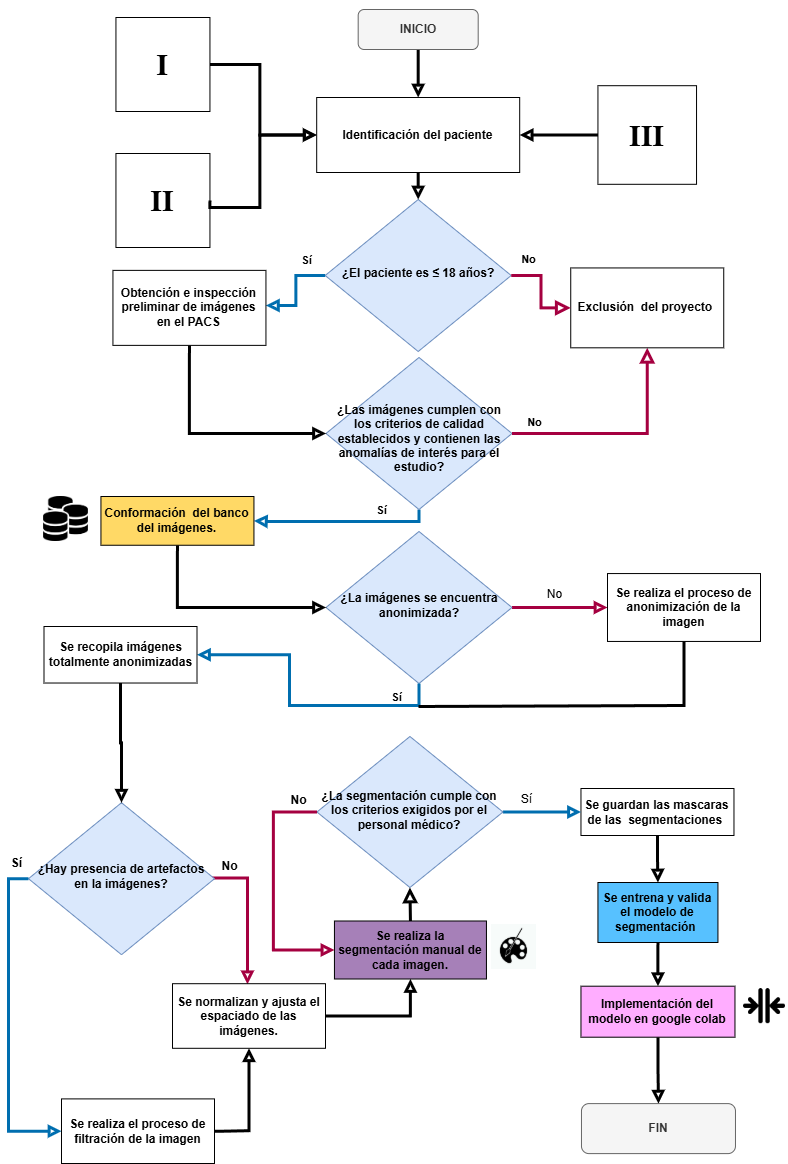 INICIO
I
Identificación del paciente
III
II
¿El paciente es ≤ 18 años?
Sí
No
Obtención e inspección
preliminar de imágenes
en el PACS
Exclusión del proyecto
¿Las imágenes cumplen con
los criterios de calidad
establecidos y contienen las
anomalías de interés para el
estudio?
No
Sí
Conformación del banco
del imágenes.
¿La imágenes se encuentra
anonimizada?
No
Se realiza el proceso de
anonimización de la
imagen
Se recopila imágenes
totalmente anonimizadas
Sí
¿La segmentación cumple con
los criterios exigidos por el
personal médico?
No
Sí
Se guardan las mascaras
de las segmentaciones
¿Hay presencia de artefactos
en la imágenes?
Sí
No
Se entrena y valida
el modelo de
segmentación
Se realiza la
segmentación manual de
cada imagen.
Se normalizan y ajusta el
espaciado de las
imágenes.
Implementación del
modelo en google colab
Se realiza el proceso de
filtración de la imagen
FIN